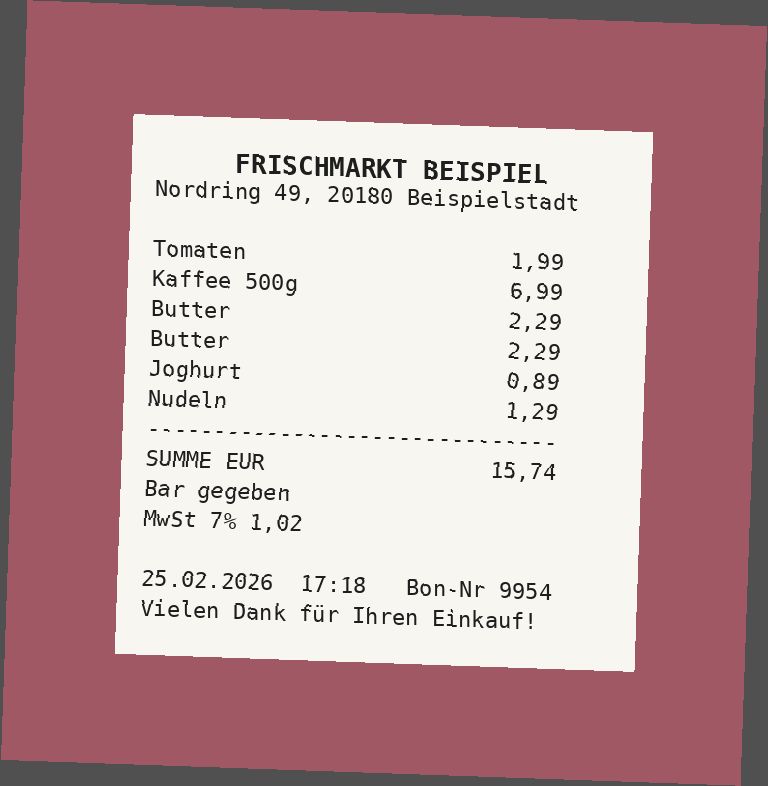 FRISCHMARKT BEISPIEL
Nordring 49, 20180 Beispielstadt
Tomaten 1,99
Kaffee 500g 6,99
Butter 2,29
Butter 2,29
Joghurt 0,89
Nudeln 1,29
-------------------------------
SUMME EUR 15,74
Bar gegeben
MwSt 7% 1,02
25.02.2026 17:18 Bon-Nr 9954
Vielen Dank für Ihren Einkauf!